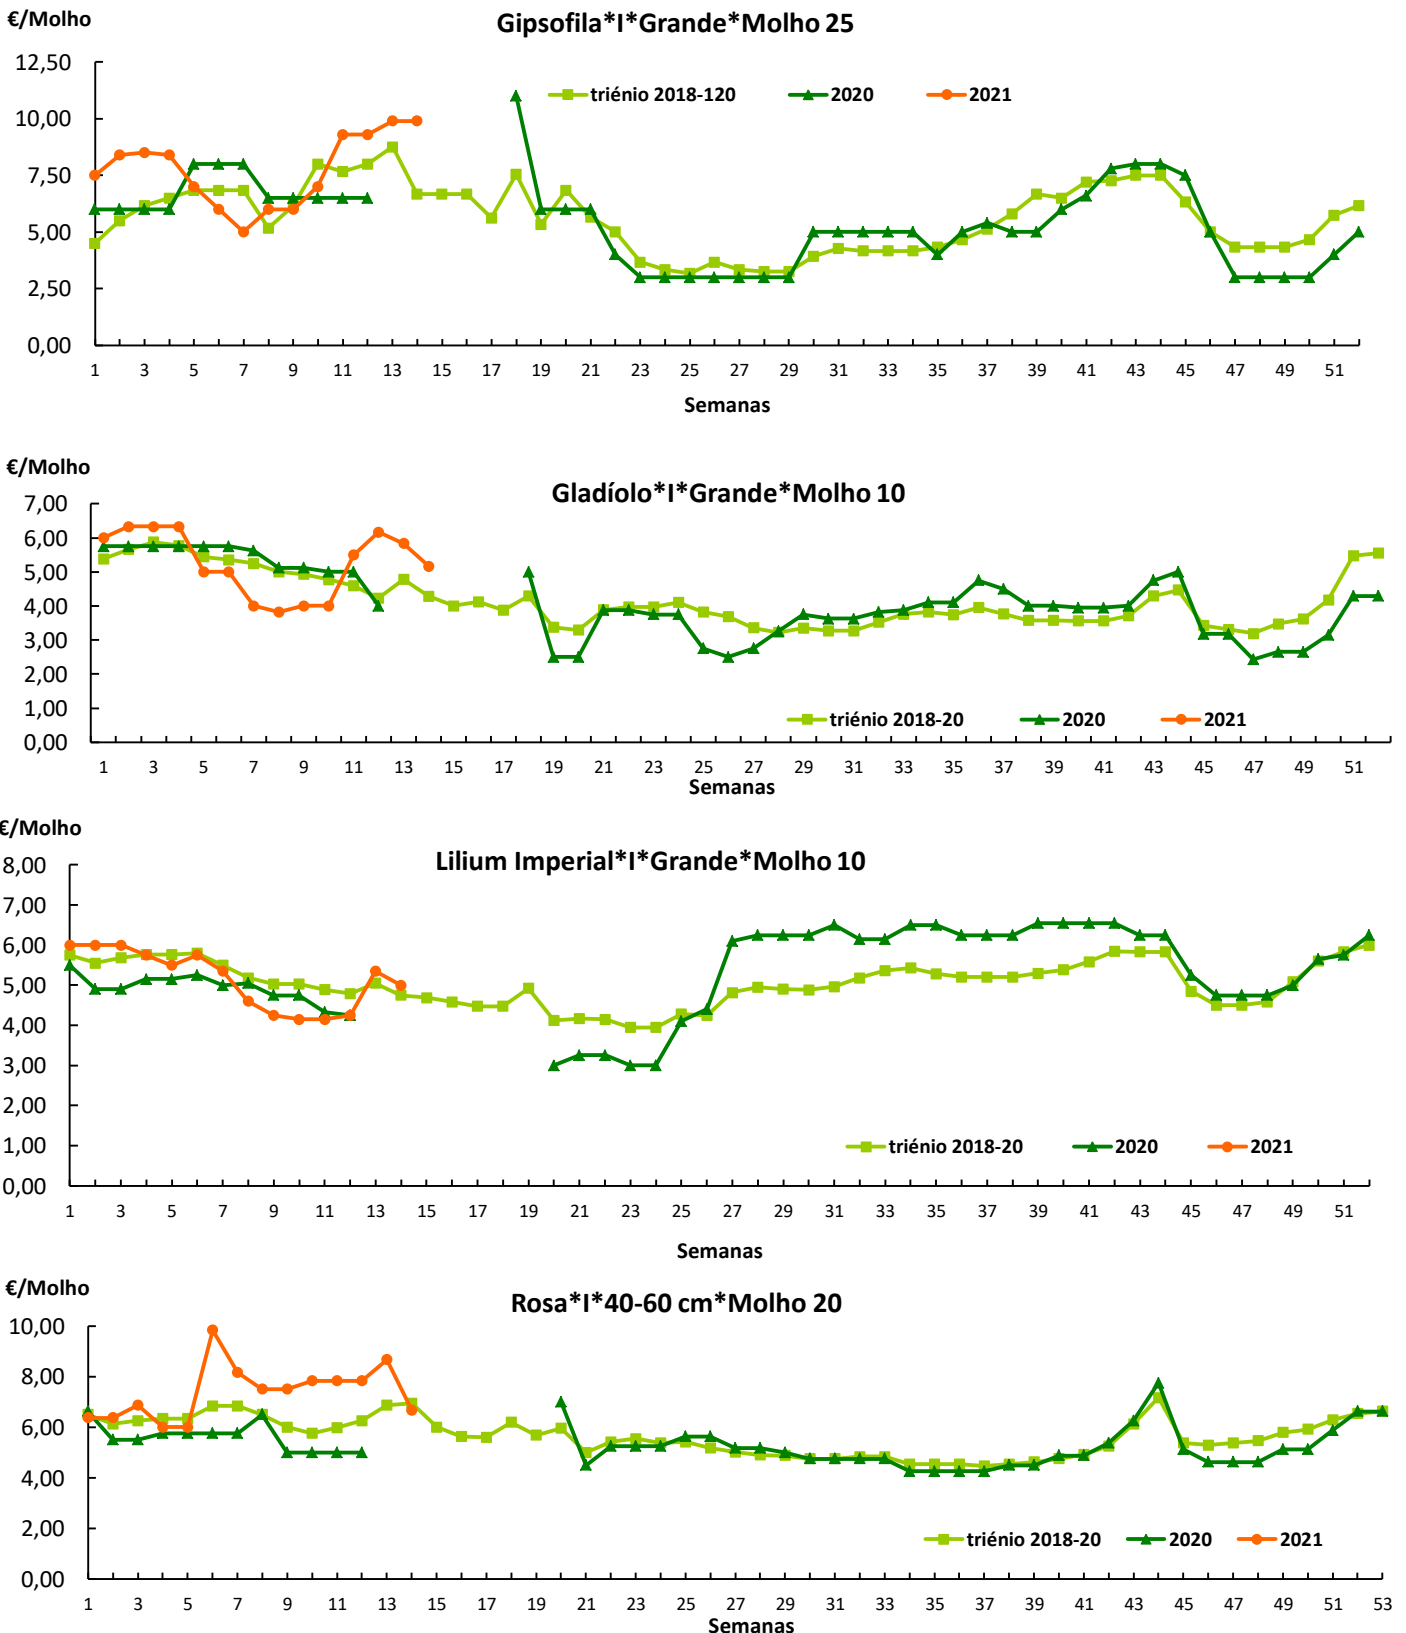 €/Molho
Gipsofila*I*Grande*Molho 25
12,50
triénio 2018-120 2020 2021
10,00
7,50
5,00
2,50
0,00
1 3 5 7 9 11 13 15 17 19 21 23 25 27 29 31 33 35 37 39 41 43 45 47 49 51
Semanas
€/Molho
Gladíolo*I*Grande*Molho 10
7,00
6,00
5,00
4,00
3,00
2,00
1,00
triénio 2018-20 2020 2021
0,00
1 3 5 7 9 11 13 15 17 19 21 23 25 27 29 31 33 35 37 39 41 43 45 47 49 51
Semanas
€/Molho
Lilium Imperial*I*Grande*Molho 10
8,00
7,00
6,00
5,00
4,00
3,00
2,00
1,00
triénio 2018-20 2020 2021
0,00
1 3 5 7 9 11 13 15 17 19 21 23 25 27 29 31 33 35 37 39 41 43 45 47 49 51
Semanas
€/Molho
Rosa*I*40-60 cm*Molho 20
10,00
8,00
6,00
4,00
2,00
triénio 2018-20 2020 2021
0,00
1 3 5 7 9 11 13 15 17 19 21 23 25 27 29 31 33 35 37 39 41 43 45 47 49 51 53
Semanas